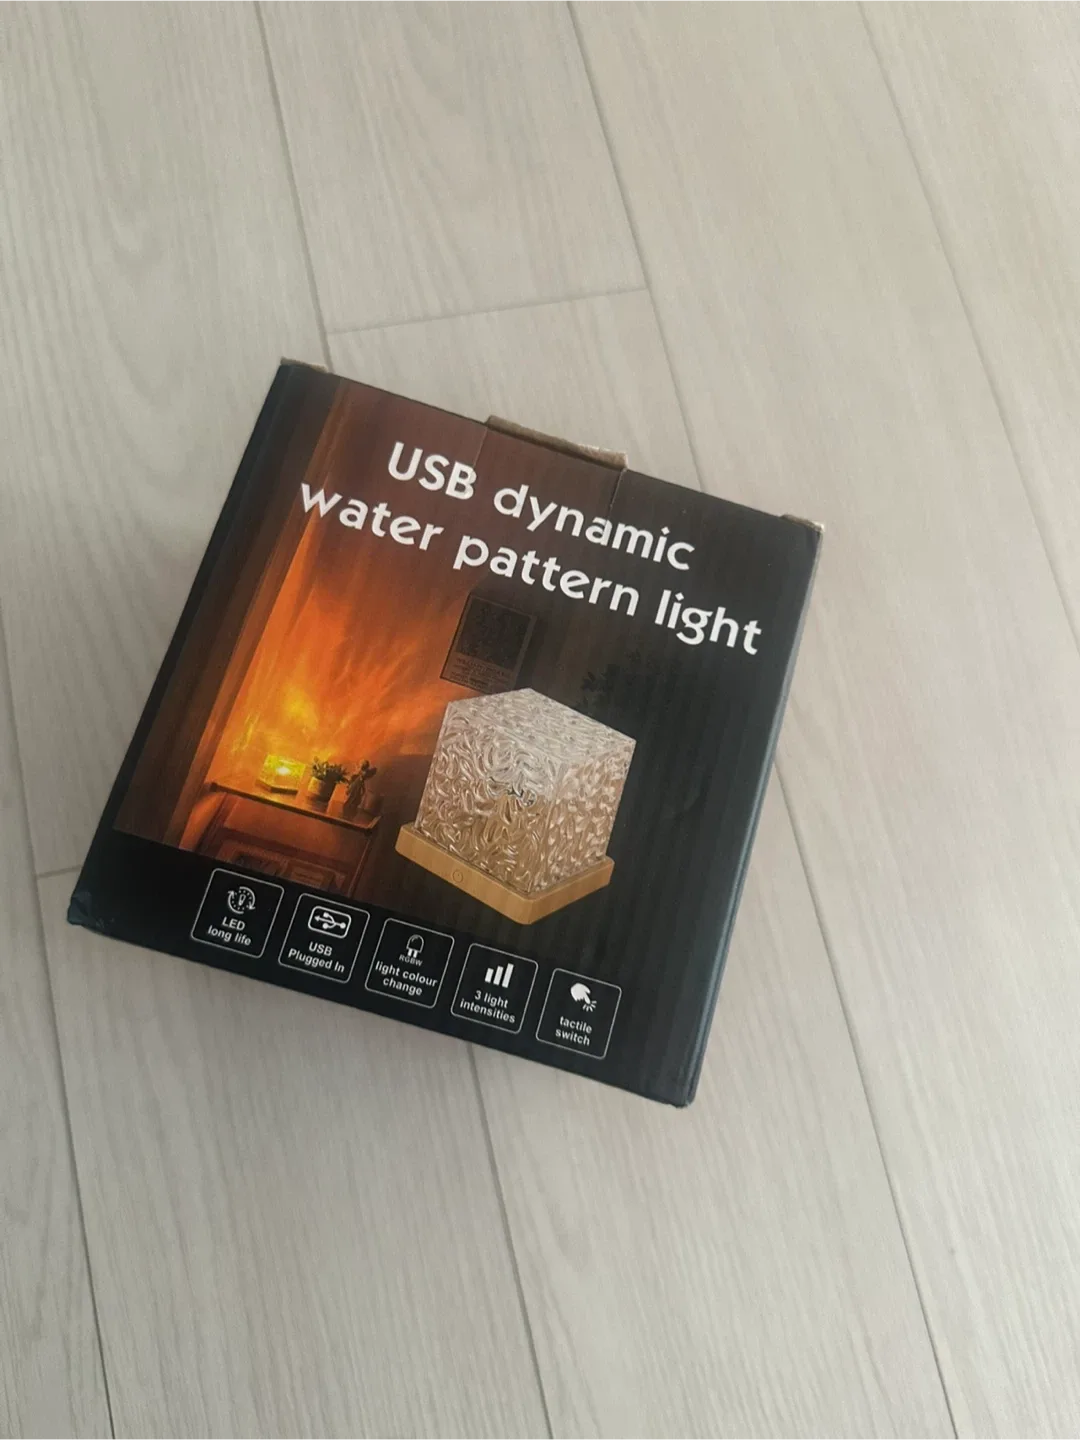 USB dynamic
water pattern light
LED
long life
USB
Plugged In
RGBW
light colour
change
3 light
intensities
tactile
switch